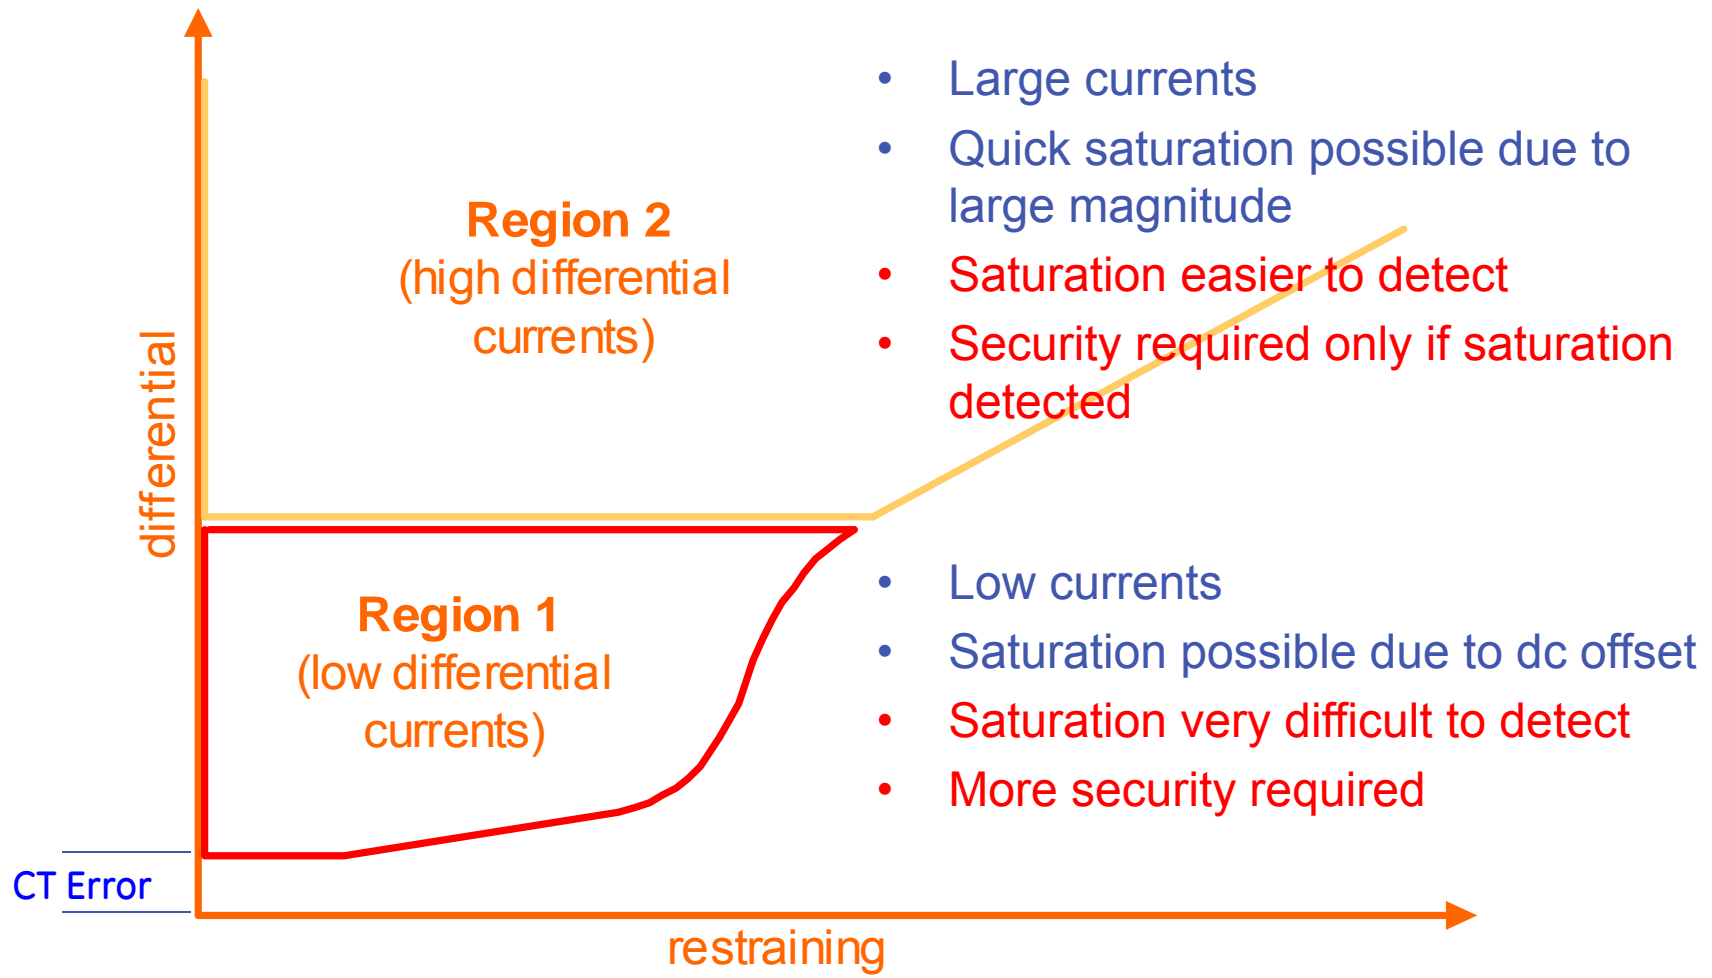 • Large currents
• Quick saturation possible due to
large magnitude
• Saturation easier to detect
• Security required only if saturation
detected
Region 2
(high differential
currents)
differential
Region 1
(low differential
currents)
• Low currents
• Saturation possible due to dc offset
• Saturation very difficult to detect
• More security required
CT Error
restraining